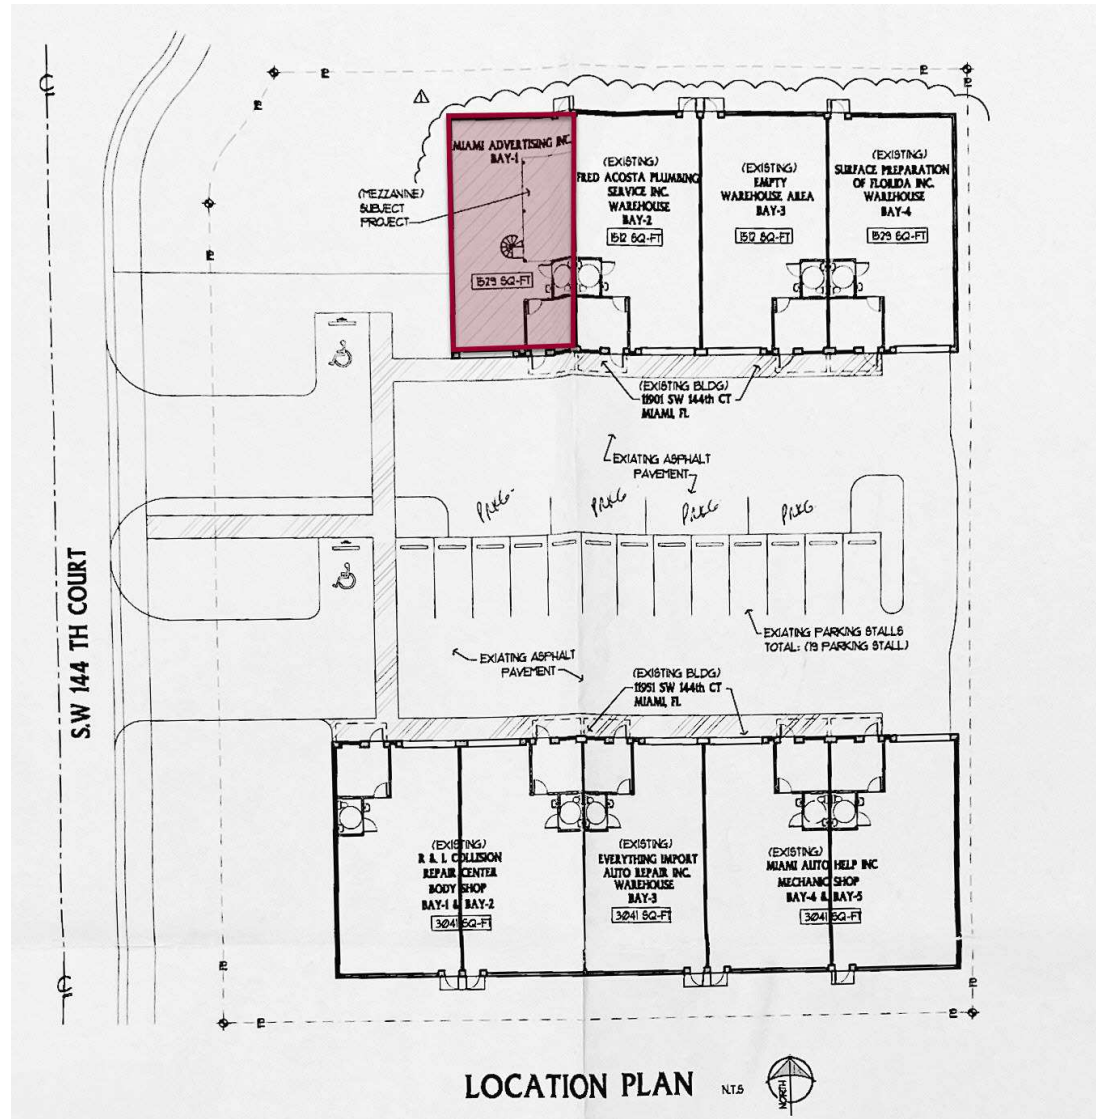 MIAMI ADVERTISING INC.
BAY-1
(MEZZANINE)
SUBJECT
PROJECT
1529 SQ-FT
(EXISTING)
FRED ACOSTA PLUMBING
SERVICE INC.
WAREHOUSE
BAY-2
1512 SQ-FT
(EXISTING)
EMPTY
WAREHOUSE AREA
BAY-3
1512 SQ-FT
(EXISTING)
SURFACE PREPARATION
OF FLORIDA INC.
WAREHOUSE
BAY-4
1529 SQ-FT
(EXISTING BLDG)
11901 SW 144th CT
MIAMI, FL
EXIATING ASPHALT
PAVEMENT
PRKG
PRKG
PRKG
PRKG
S.W 144 TH COURT
EXIATING PARKING STALLS
TOTAL: (19 PARKING STALL)
EXIATING ASPHALT
PAVEMENT
(EXISTING BLDG)
11951 SW 144th CT
MIAMI, FL
(EXISTING)
R & L COLLISION
REPAIR CENTER
BODY SHOP
BAY-1 & BAY-2
3041 SQ-FT
(EXISTING)
EVERYTHING IMPORT
AUTO REPAIR INC.
WAREHOUSE
BAY-3
3041 SQ-FT
(EXISTING)
MIAMI AUTO HELP INC
MECHANIC SHOP
BAY-4 & BAY-5
3041 SQ-FT
LOCATION PLAN
N.T.S
NORTH